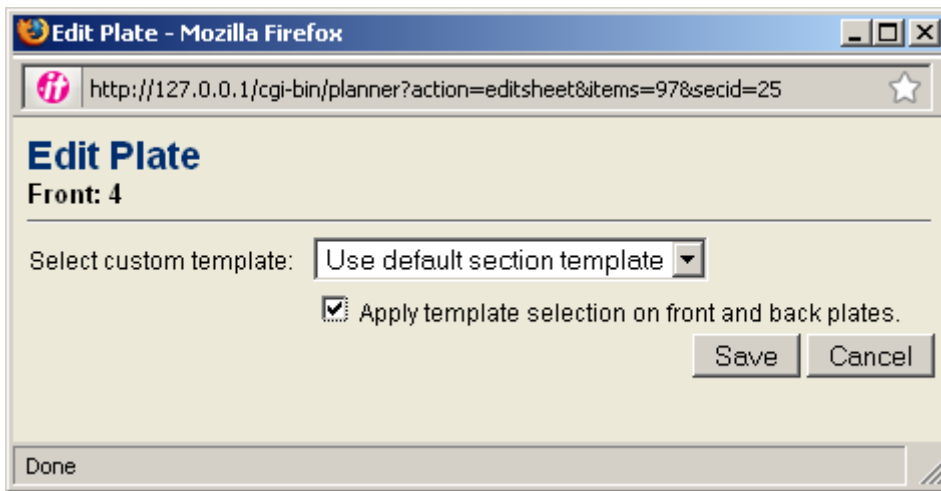 Edit Plate - Mozilla Firefox
http://127.0.0.1/cgi-bin/planner?action=editsheet&items=97&secid=25
Edit Plate
Front: 4
Select custom template: Use default section template
Apply template selection on front and back plates.
Save Cancel
Done